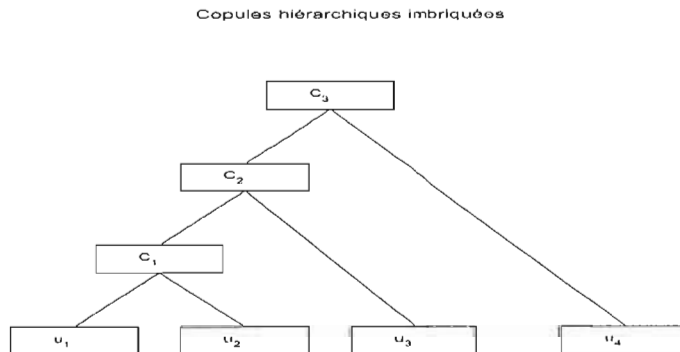 Copules hiérarchiques imbriquées
C₃
C₂
C₁
u₁ u₂ u₃ u₄